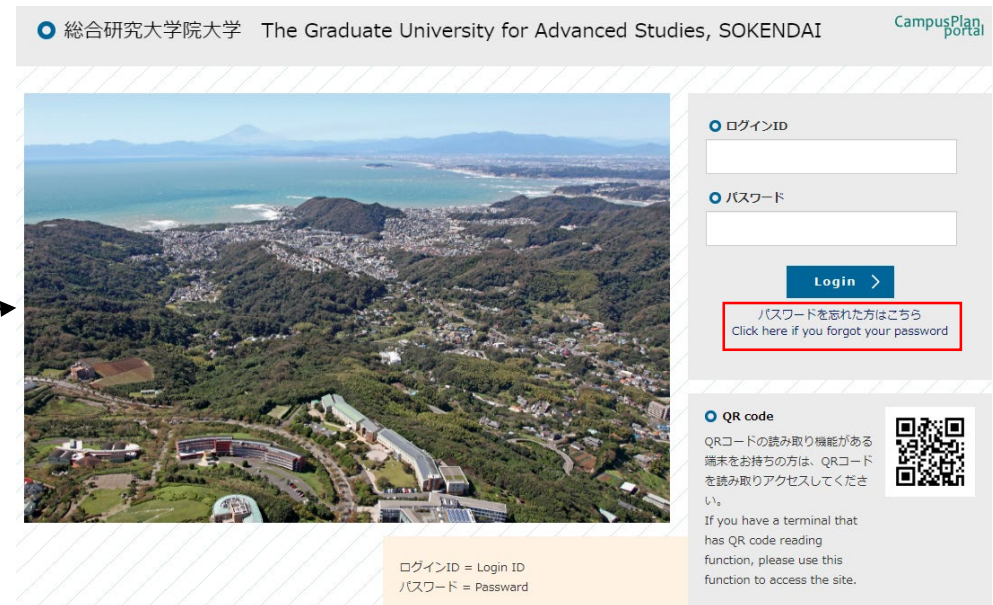 総合研究大学院大学 The Graduate University for Advanced Studies, SOKENDAI
CampusPlan
portal
ログインID
パスワード
Login
パスワードを忘れた方はこちら
Click here if you forgot your password
QR code
QRコードの読み取り機能がある
端末をお持ちの方は、QRコード
を読み取りアクセスしてくださ
い。
If you have a terminal that
has QR code reading
function, please use this
function to access the site.
ログインID = Login ID
パスワード = Passward